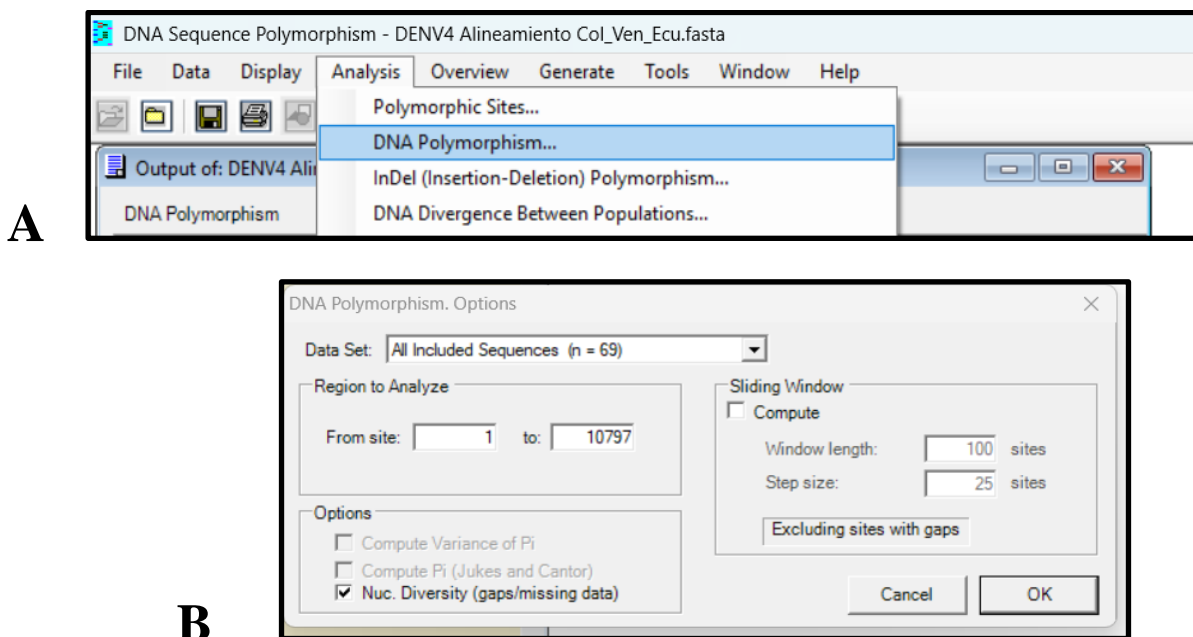 DNA Sequence Polymorphism - DENV4 Alineamiento Col_Ven_Ecu.fasta
File Data Display Analysis Overview Generate Tools Window Help
Polymorphic Sites...
DNA Polymorphism...
Output of: DENV4 Ali
InDel (Insertion-Deletion) Polymorphism...
DNA Polymorphism
DNA Divergence Between Populations...
A
DNA Polymorphism. Options
Data Set: All Included Sequences (n = 69)
Region to Analyze
From site: 1 to: 10797
Sliding Window
Compute
Window length: 100 sites
Step size: 25 sites
Excluding sites with gaps
Options
Compute Variance of Pi
Compute Pi (Jukes and Cantor)
Nuc. Diversity (gaps/missing data)
Cancel OK
B